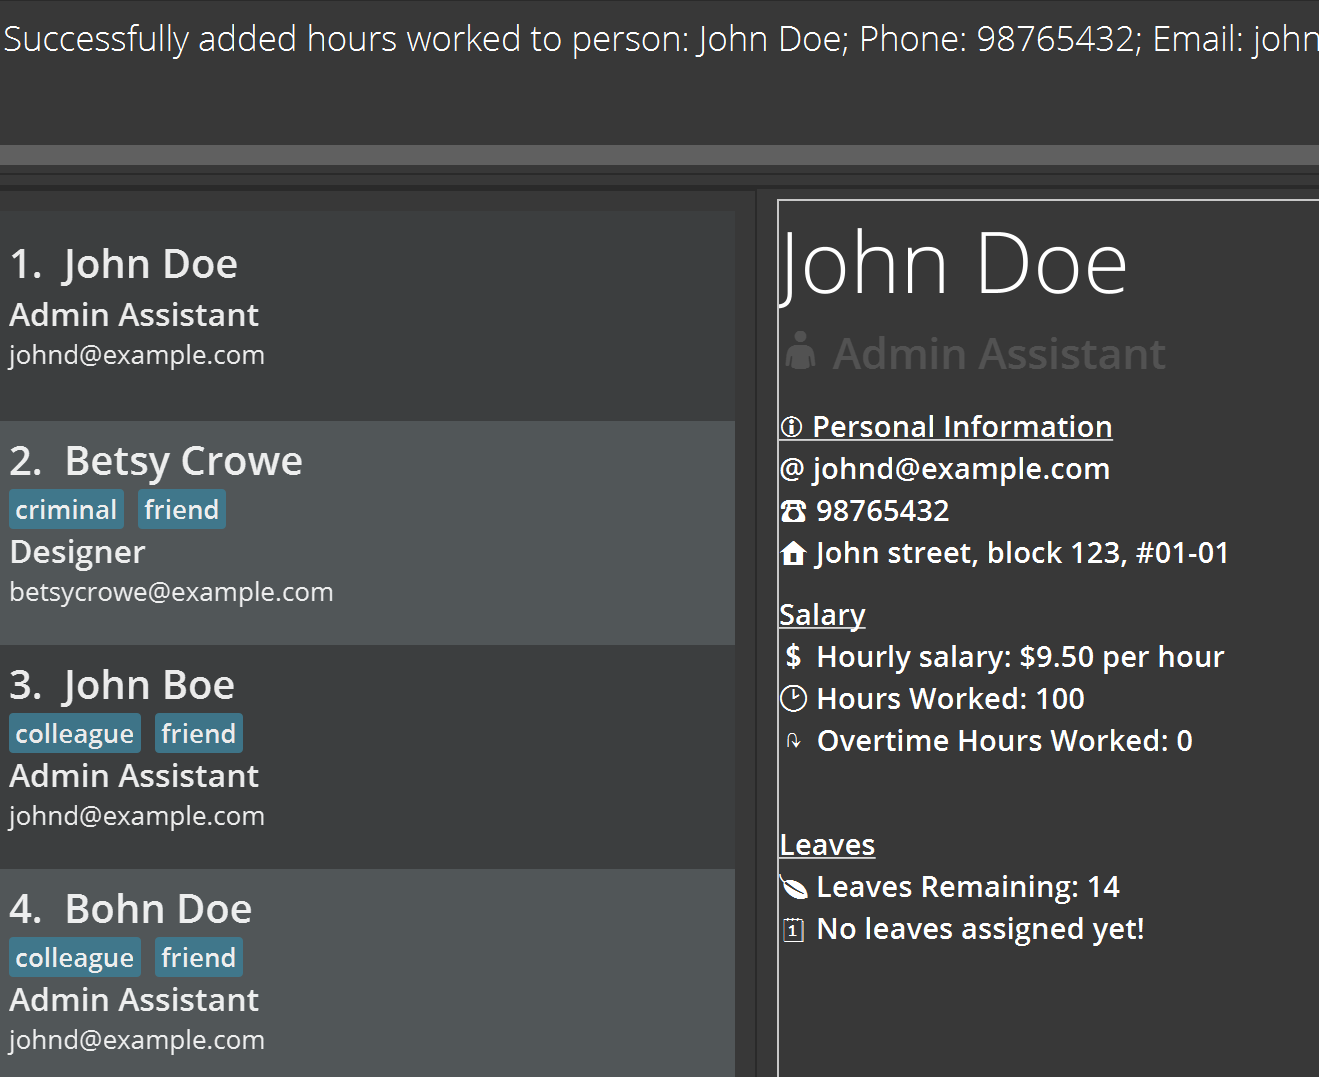 Successfully added hours worked to person: John Doe; Phone: 98765432; Email: john
1. John Doe
Admin Assistant
johnd@example.com
2. Betsy Crowe
criminal friend
Designer
betsycrowe@example.com
3. John Boe
colleague friend
Admin Assistant
johnd@example.com
4. Bohn Doe
colleague friend
Admin Assistant
johnd@example.com
John Doe
Admin Assistant
Personal Information
@ johnd@example.com
98765432
John street, block 123, #01-01
Salary
$ Hourly salary: $9.50 per hour
Hours Worked: 100
Overtime Hours Worked: 0
Leaves
Leaves Remaining: 14
1 No leaves assigned yet!